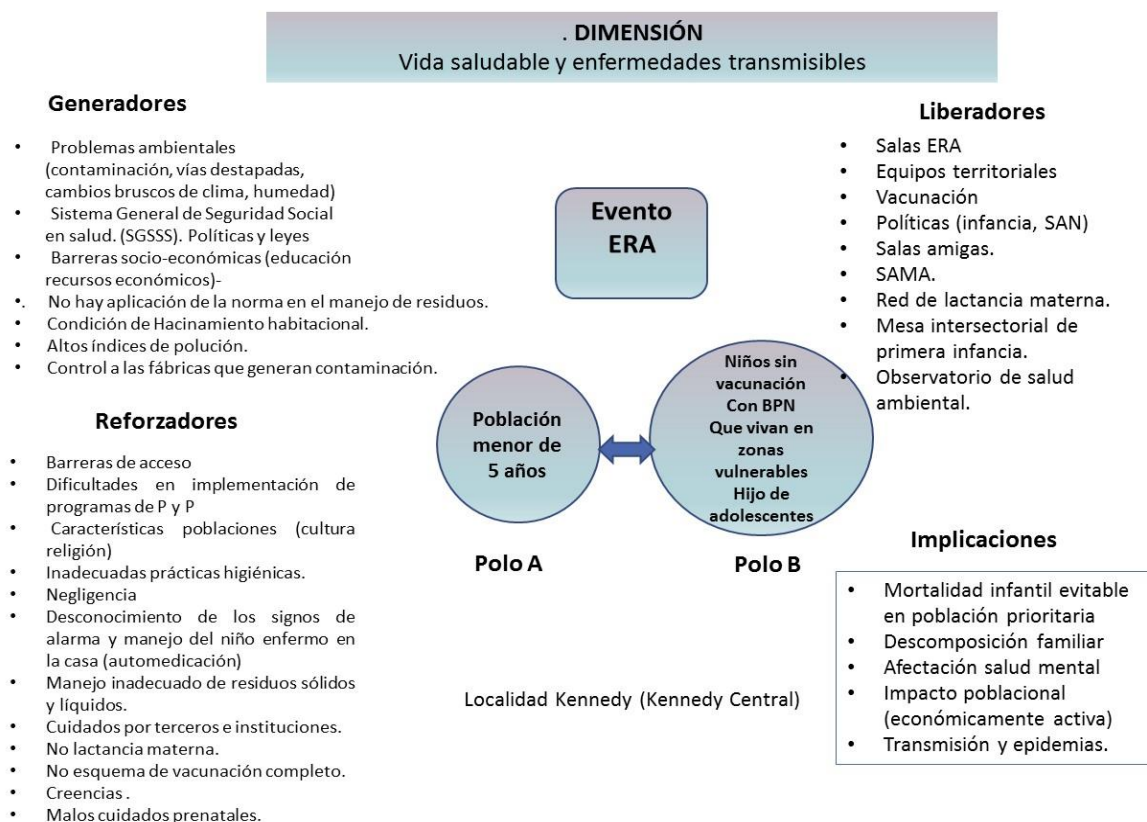 . DIMENSIÓN
Vida saludable y enfermedades transmisibles
Generadores
• Problemas ambientales
(contaminación, vías destapadas,
cambios bruscos de clima, humedad)
• Sistema General de Seguridad Social
en salud. (SGSSS). Políticas y leyes
• Barreras socio-económicas (educación
recursos económicos)-
•. No hay aplicación de la norma en el manejo de residuos.
• Condición de Hacinamiento habitacional.
• Altos índices de polución.
• Control a las fábricas que generan contaminación.
Reforzadores
• Barreras de acceso
• Dificultades en implementación de
programas de P y P
• Características poblaciones (cultura
religión)
• Inadecuadas prácticas higiénicas.
• Negligencia
• Desconocimiento de los signos de
alarma y manejo del niño enfermo en
la casa (automedicación)
• Manejo inadecuado de residuos sólidos
y líquidos.
• Cuidados por terceros e instituciones.
• No lactancia materna.
• No esquema de vacunación completo.
• Creencias .
• Malos cuidados prenatales.
Evento
ERA
Población
menor de
5 años
Polo A
Niños sin
vacunación
Con BPN
Que vivan en
zonas
vulnerables
Hijo de
adolescentes
Polo B
Localidad Kennedy (Kennedy Central)
Liberadores
• Salas ERA
• Equipos territoriales
• Vacunación
• Políticas (infancia, SAN)
• Salas amigas.
• SAMA.
• Red de lactancia materna.
• Mesa intersectorial de
primera infancia.
• Observatorio de salud
ambiental.
Implicaciones
• Mortalidad infantil evitable
en población prioritaria
• Descomposición familiar
• Afectación salud mental
• Impacto poblacional
(económicamente activa)
• Transmisión y epidemias.